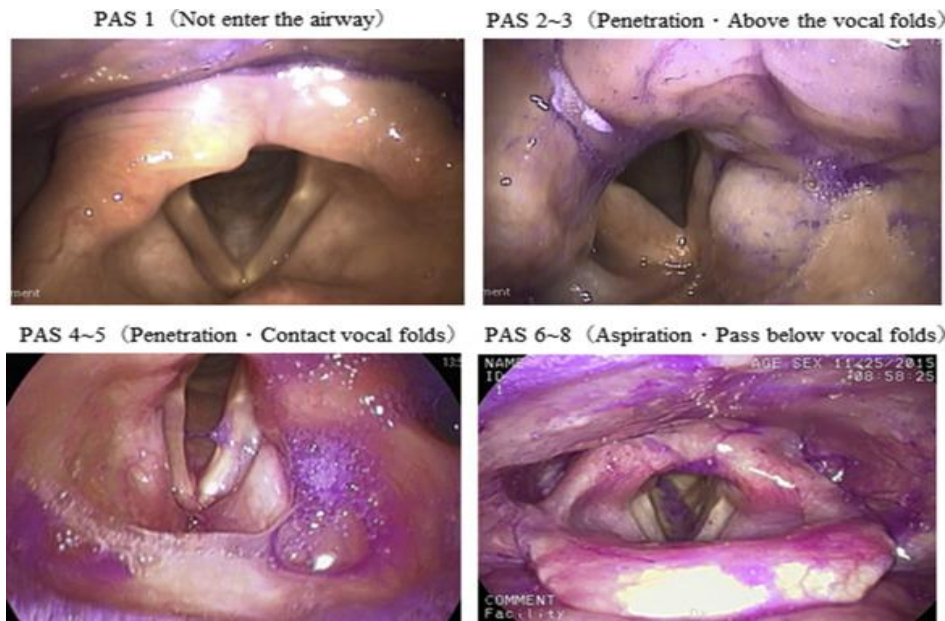 PAS 1（Not enter the airway）
PAS 2~3（Penetration · Above the vocal folds）
ment
ment
PAS 4~5（Penetration · Contact vocal folds）
PAS 6~8（Aspiration · Pass below vocal folds）
NAME
AGE SEX 11/25/2015
ID
08:58:25
1
COMMENT
Facility